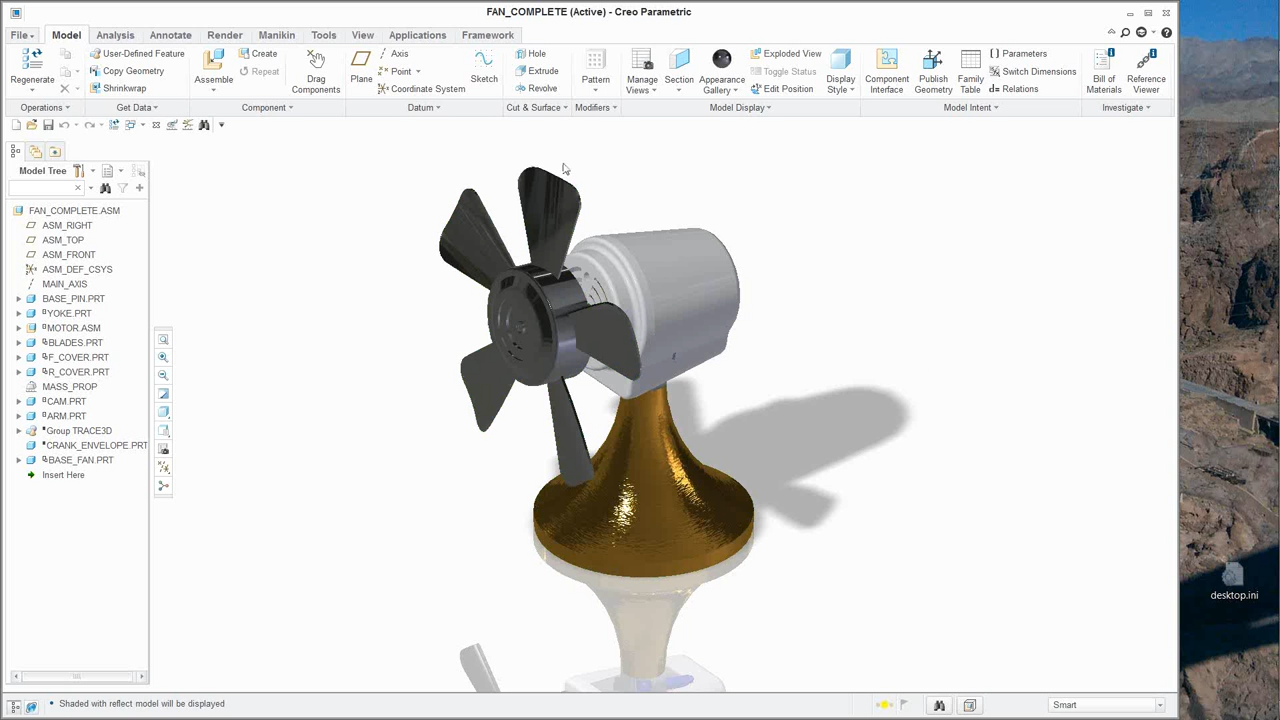 FAN_COMPLETE (Active) - Creo Parametric
File Model Analysis Annotate Render Manikin Tools View Applications Framework
Regenerate
User-Defined Feature
Copy Geometry
Shrinkwrap
Assemble
Create
Repeat
Drag Components
Plane
Axis
Point
Coordinate System
Sketch
Hole
Extrude
Revolve
Pattern
Manage Views
Section
Appearance Gallery
Exploded View
Toggle Status
Edit Position
Display Style
Component Interface
Publish Geometry
Family Table
Parameters
Switch Dimensions
Relations
Bill of Materials
Reference Viewer
Operations Get Data Component Datum Cut & Surface Modifiers Model Display Model Intent Investigate
Model Tree
FAN_COMPLETE.ASM
ASM_RIGHT
ASM_TOP
ASM_FRONT
ASM_DEF_CSYS
MAIN_AXIS
BASE_PIN.PRT
YOKE.PRT
MOTOR.ASM
BLADES.PRT
F_COVER.PRT
R_COVER.PRT
MASS_PROP
CAM.PRT
ARM.PRT
Group TRACE3D
CRANK_ENVELOPE.PRT
BASE_FAN.PRT
Insert Here
desktop.ini
• Shaded with reflect model will be displayed
Smart